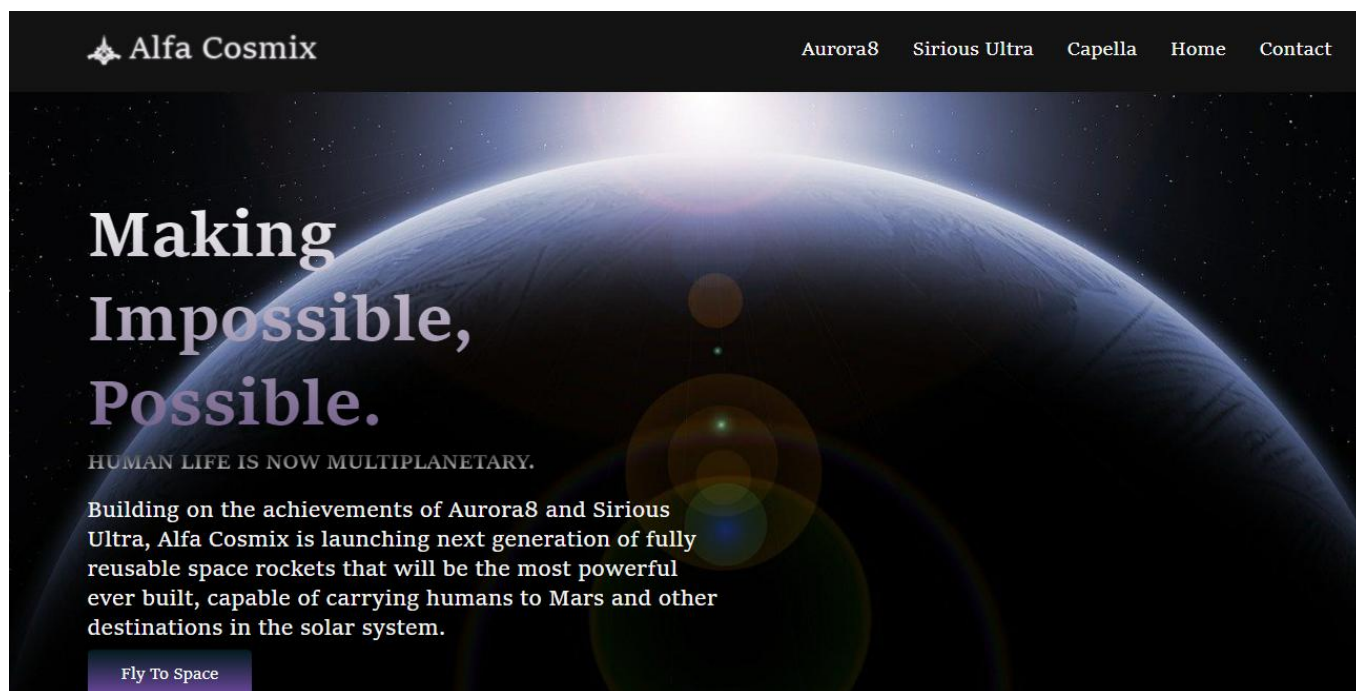 Alfa Cosmix
Aurora8 Sirious Ultra Capella Home Contact
Making
Impossible,
Possible.
HUMAN LIFE IS NOW MULTIPLANETARY.
Building on the achievements of Aurora8 and Sirious
Ultra, Alfa Cosmix is launching next generation of fully
reusable space rockets that will be the most powerful
ever built, capable of carrying humans to Mars and other
destinations in the solar system.
Fly To Space